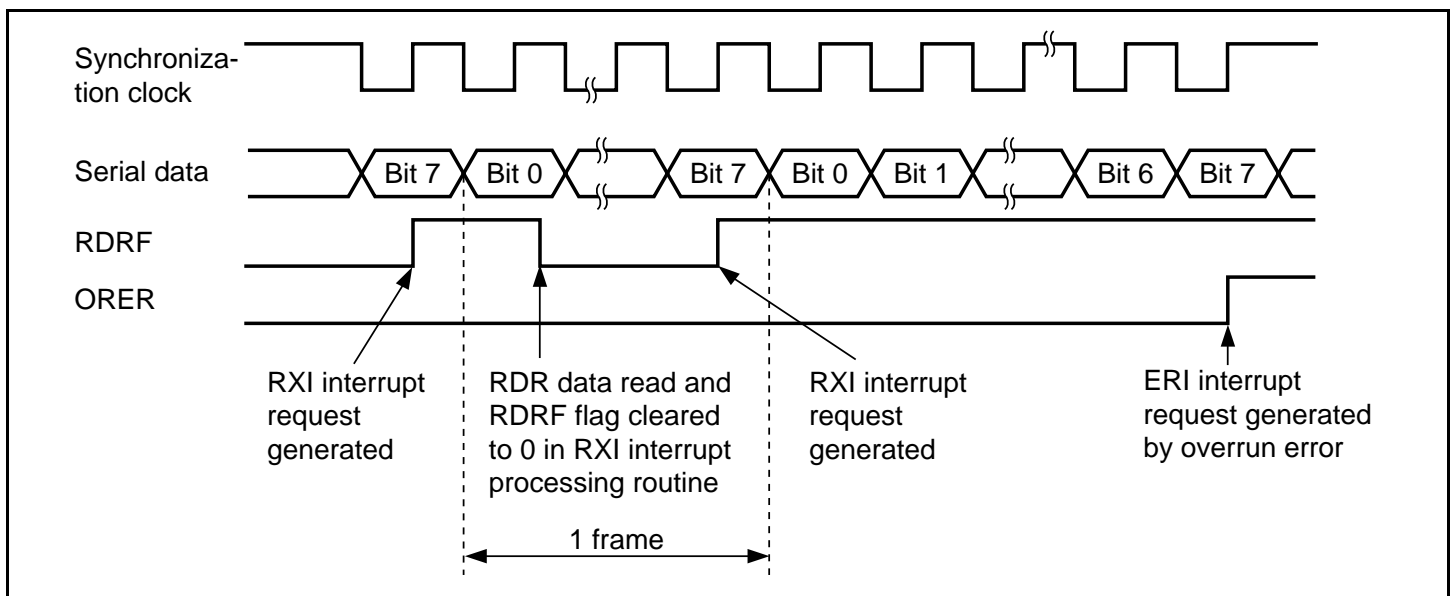 Synchroniza-
tion clock
Serial data
Bit 7 Bit 0 Bit 7 Bit 0 Bit 1 Bit 6 Bit 7
RDRF
ORER
RXI interrupt
request
generated
RDR data read and
RDRF flag cleared
to 0 in RXI interrupt
processing routine
RXI interrupt
request
generated
ERI interrupt
request generated
by overrun error
1 frame